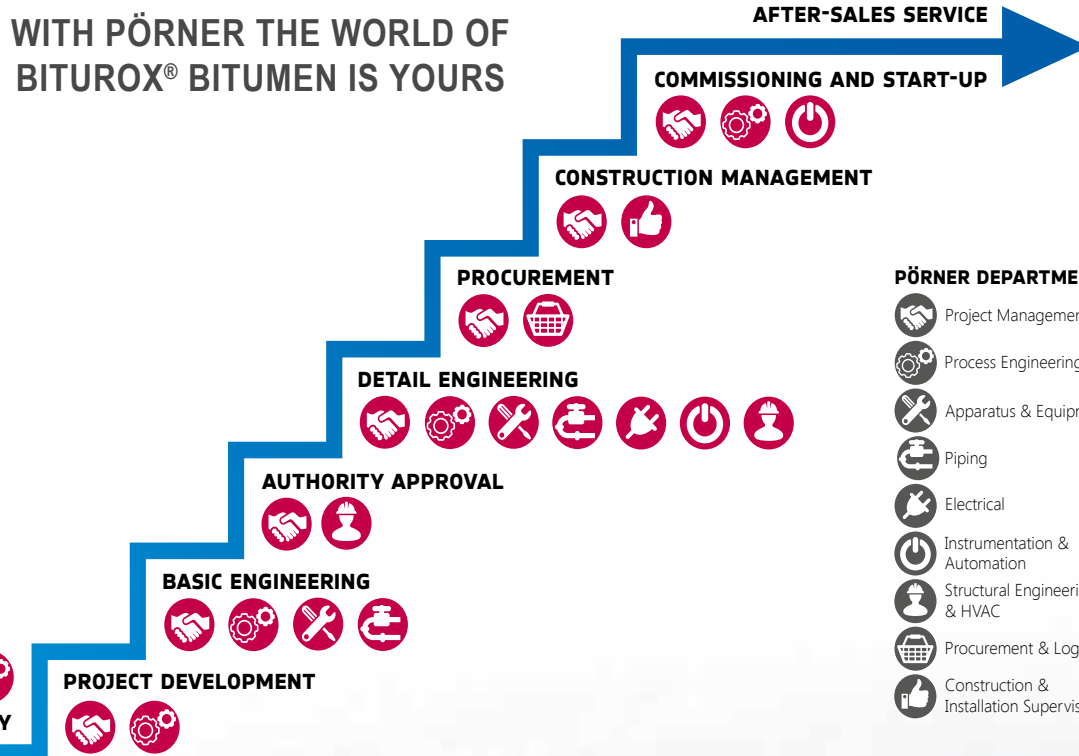 WITH PÖRNER THE WORLD OF
BITUROX® BITUMEN IS YOURS
AFTER-SALES SERVICE
COMMISSIONING AND START-UP
CONSTRUCTION MANAGEMENT
PROCUREMENT
DETAIL ENGINEERING
AUTHORITY APPROVAL
BASIC ENGINEERING
PROJECT DEVELOPMENT
Y
PÖRNER DEPARTME
Project Managemen
Process Engineering
Apparatus & Equipm
Piping
Electrical
Instrumentation &
Automation
Structural Engineeri
& HVAC
Procurement & Log
Construction &
Installation Supervis